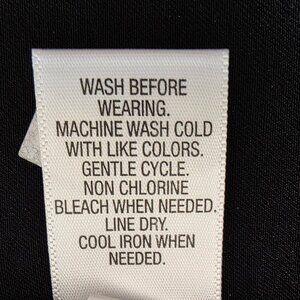 WASH BEFORE
WEARING.
MACHINE WASH COLD
WITH LIKE COLORS.
GENTLE CYCLE.
NON CHLORINE
BLEACH WHEN NEEDED.
LINE DRY.
COOL IRON WHEN
NEEDED.